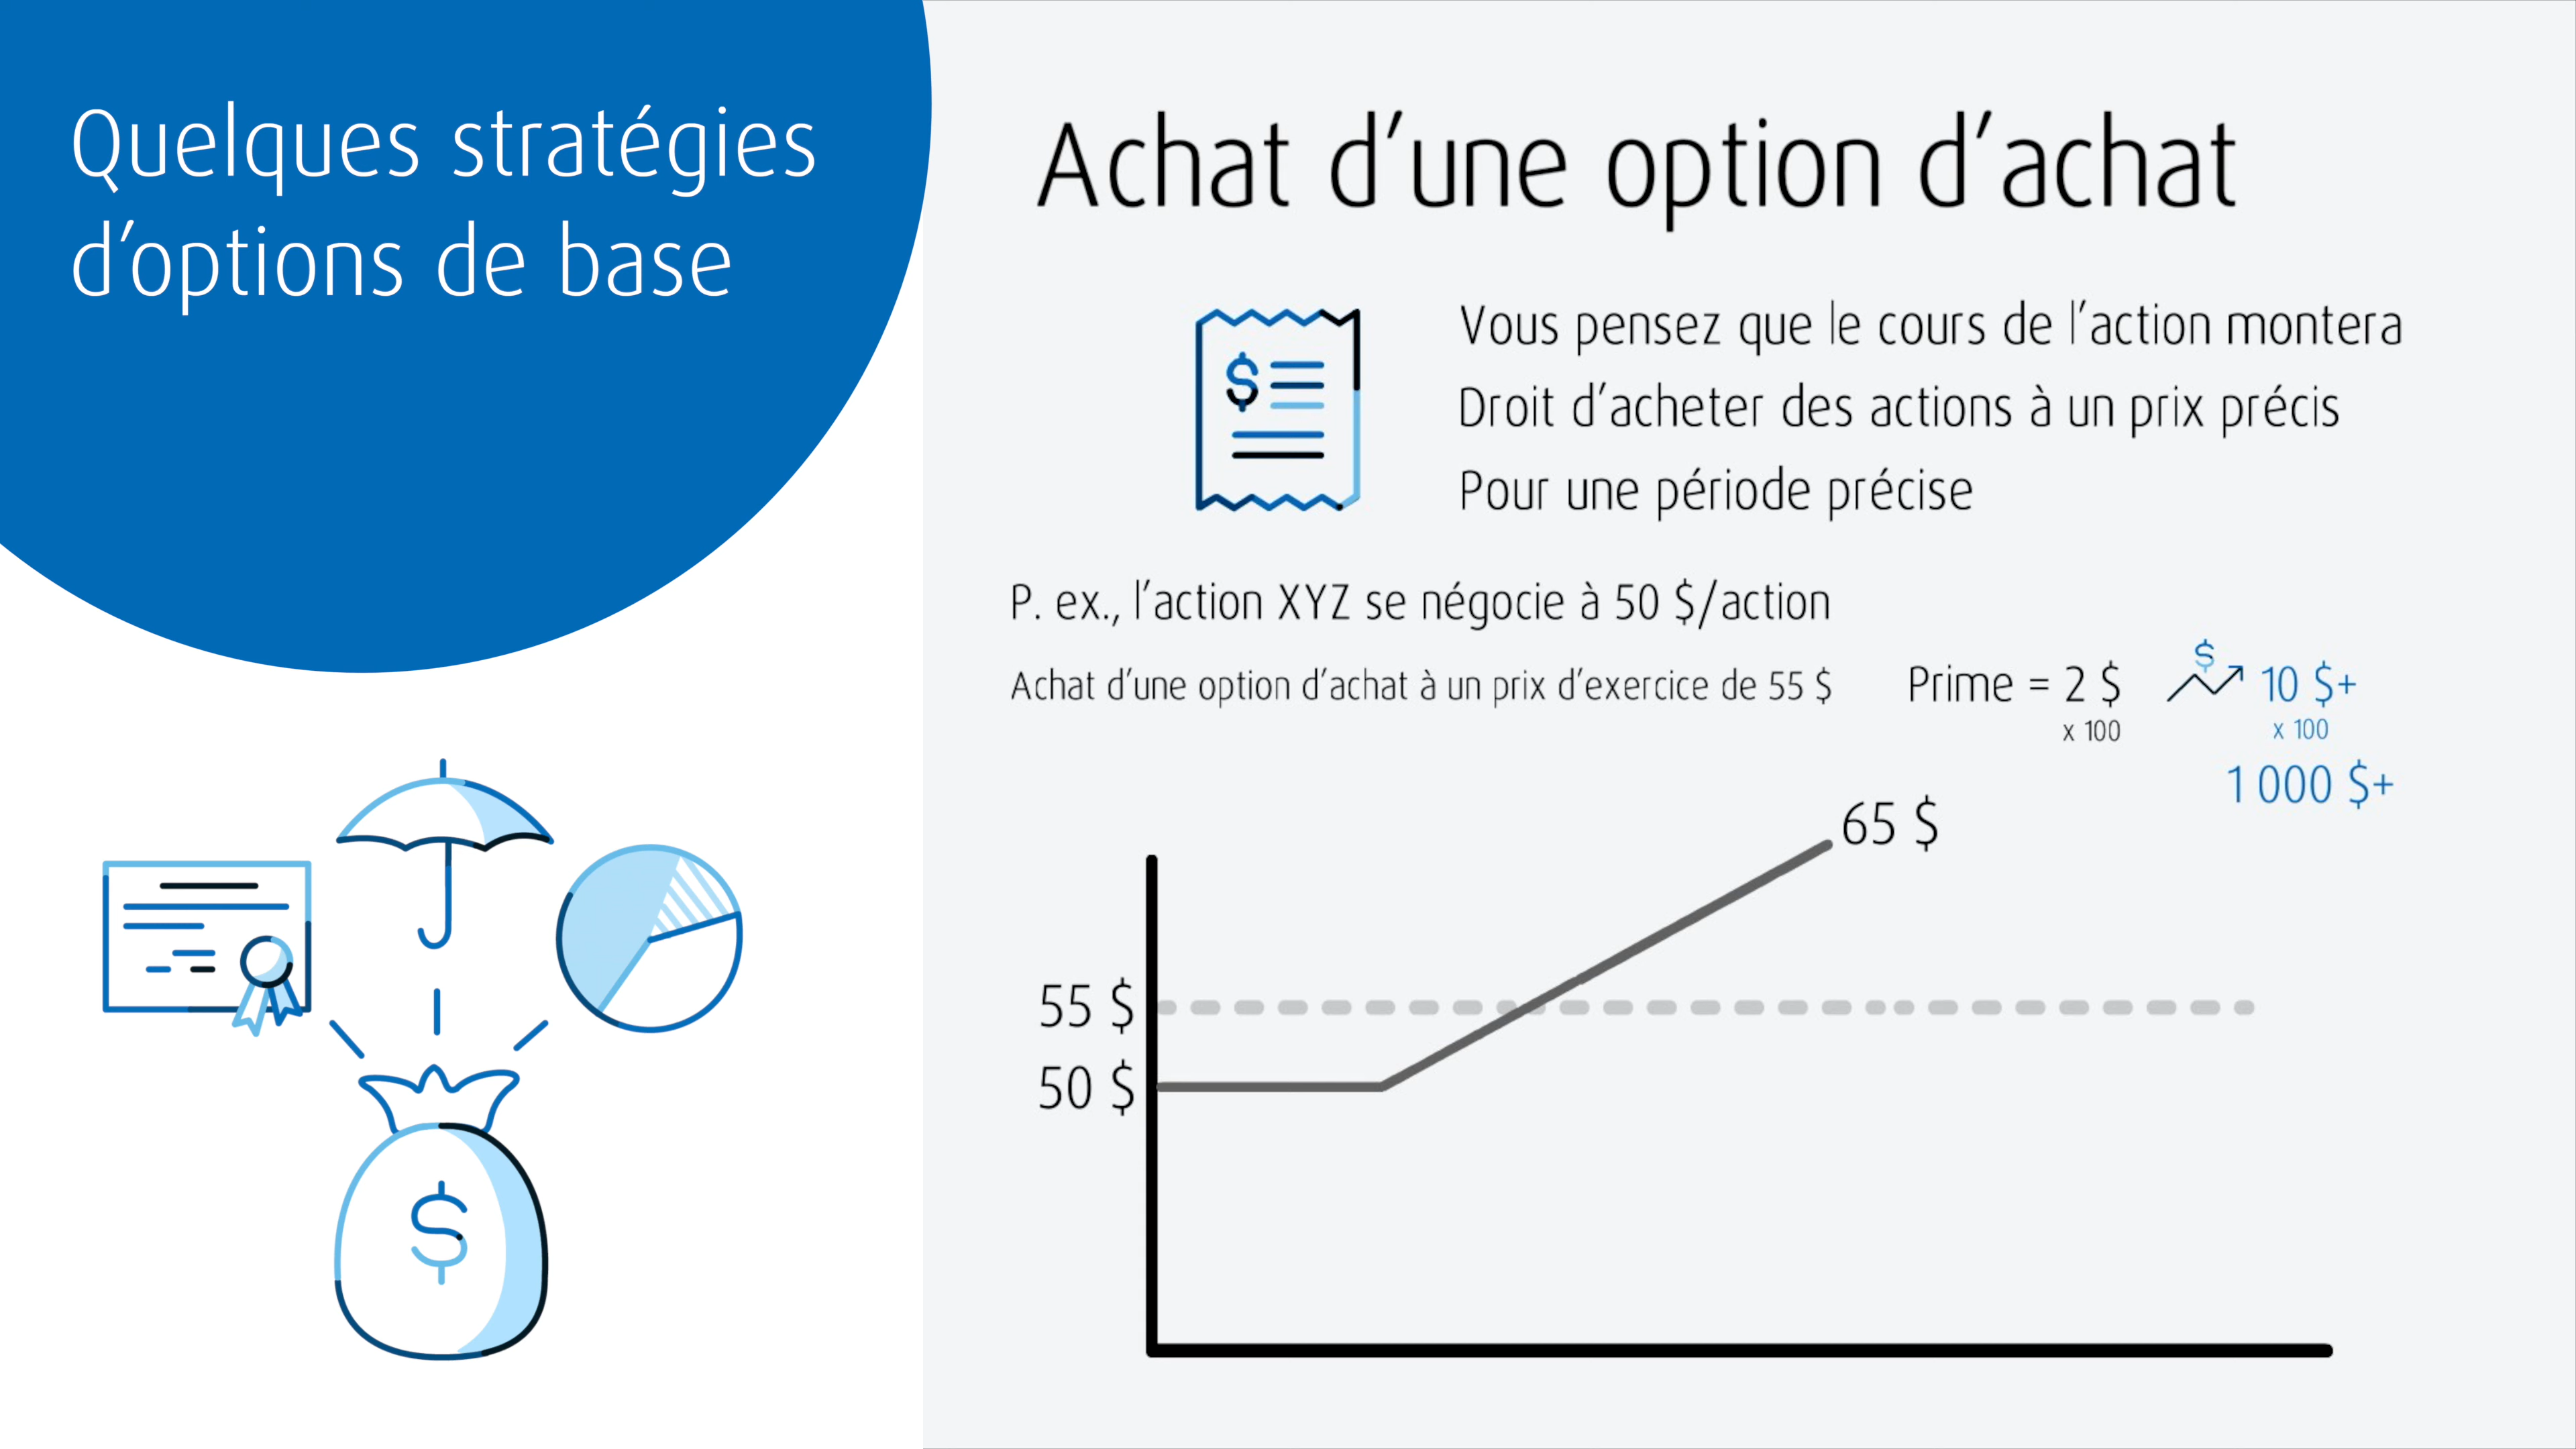 Quelques stratégies
d’options de base
Achat d’une option d’achat
$
Vous pensez que le cours de l’action montera
Droit d’acheter des actions à un prix précis
Pour une période précise
P. ex., l’action XYZ se négocie à 50 $/action
Achat d’une option d’achat à un prix d’exercice de 55 $
Prime = 2 $
x 100
$
10 $+
x 100
1 000 $+
65 $
55 $
50 $
$